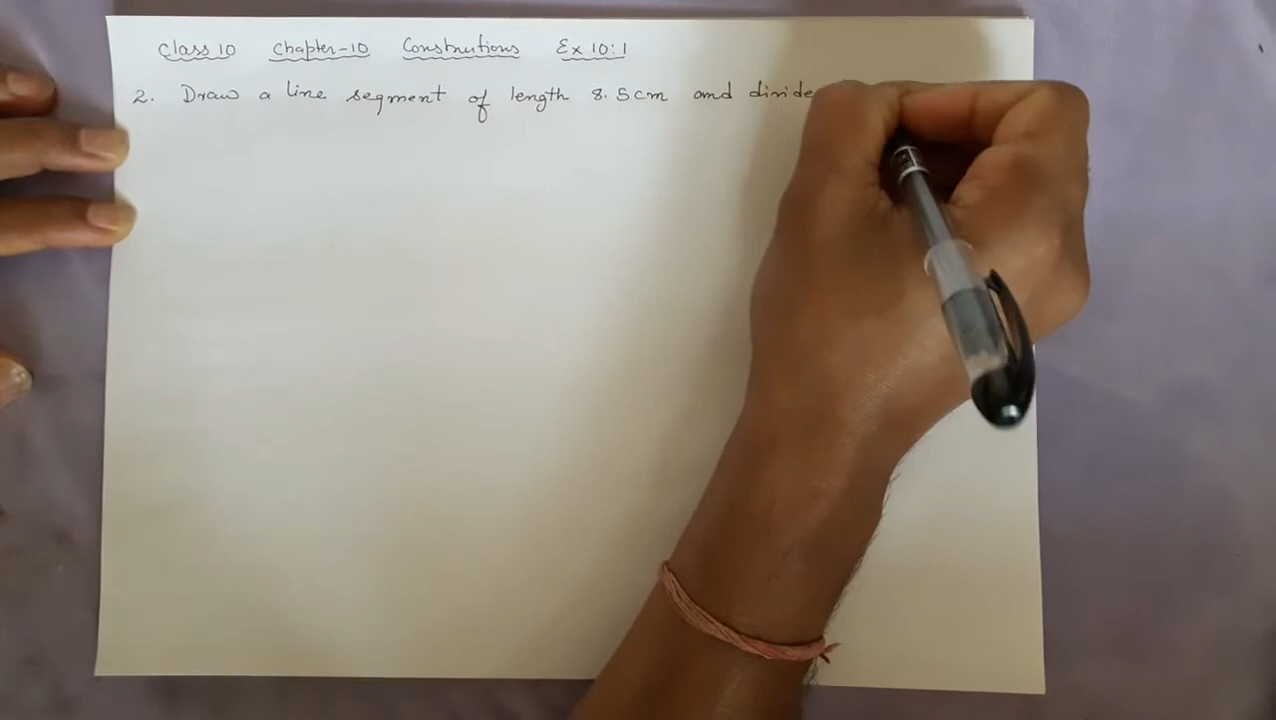 Class 10 Chapter-10 Constructions Ex 10:1
2. Draw a line segment of length 8.5cm and divide